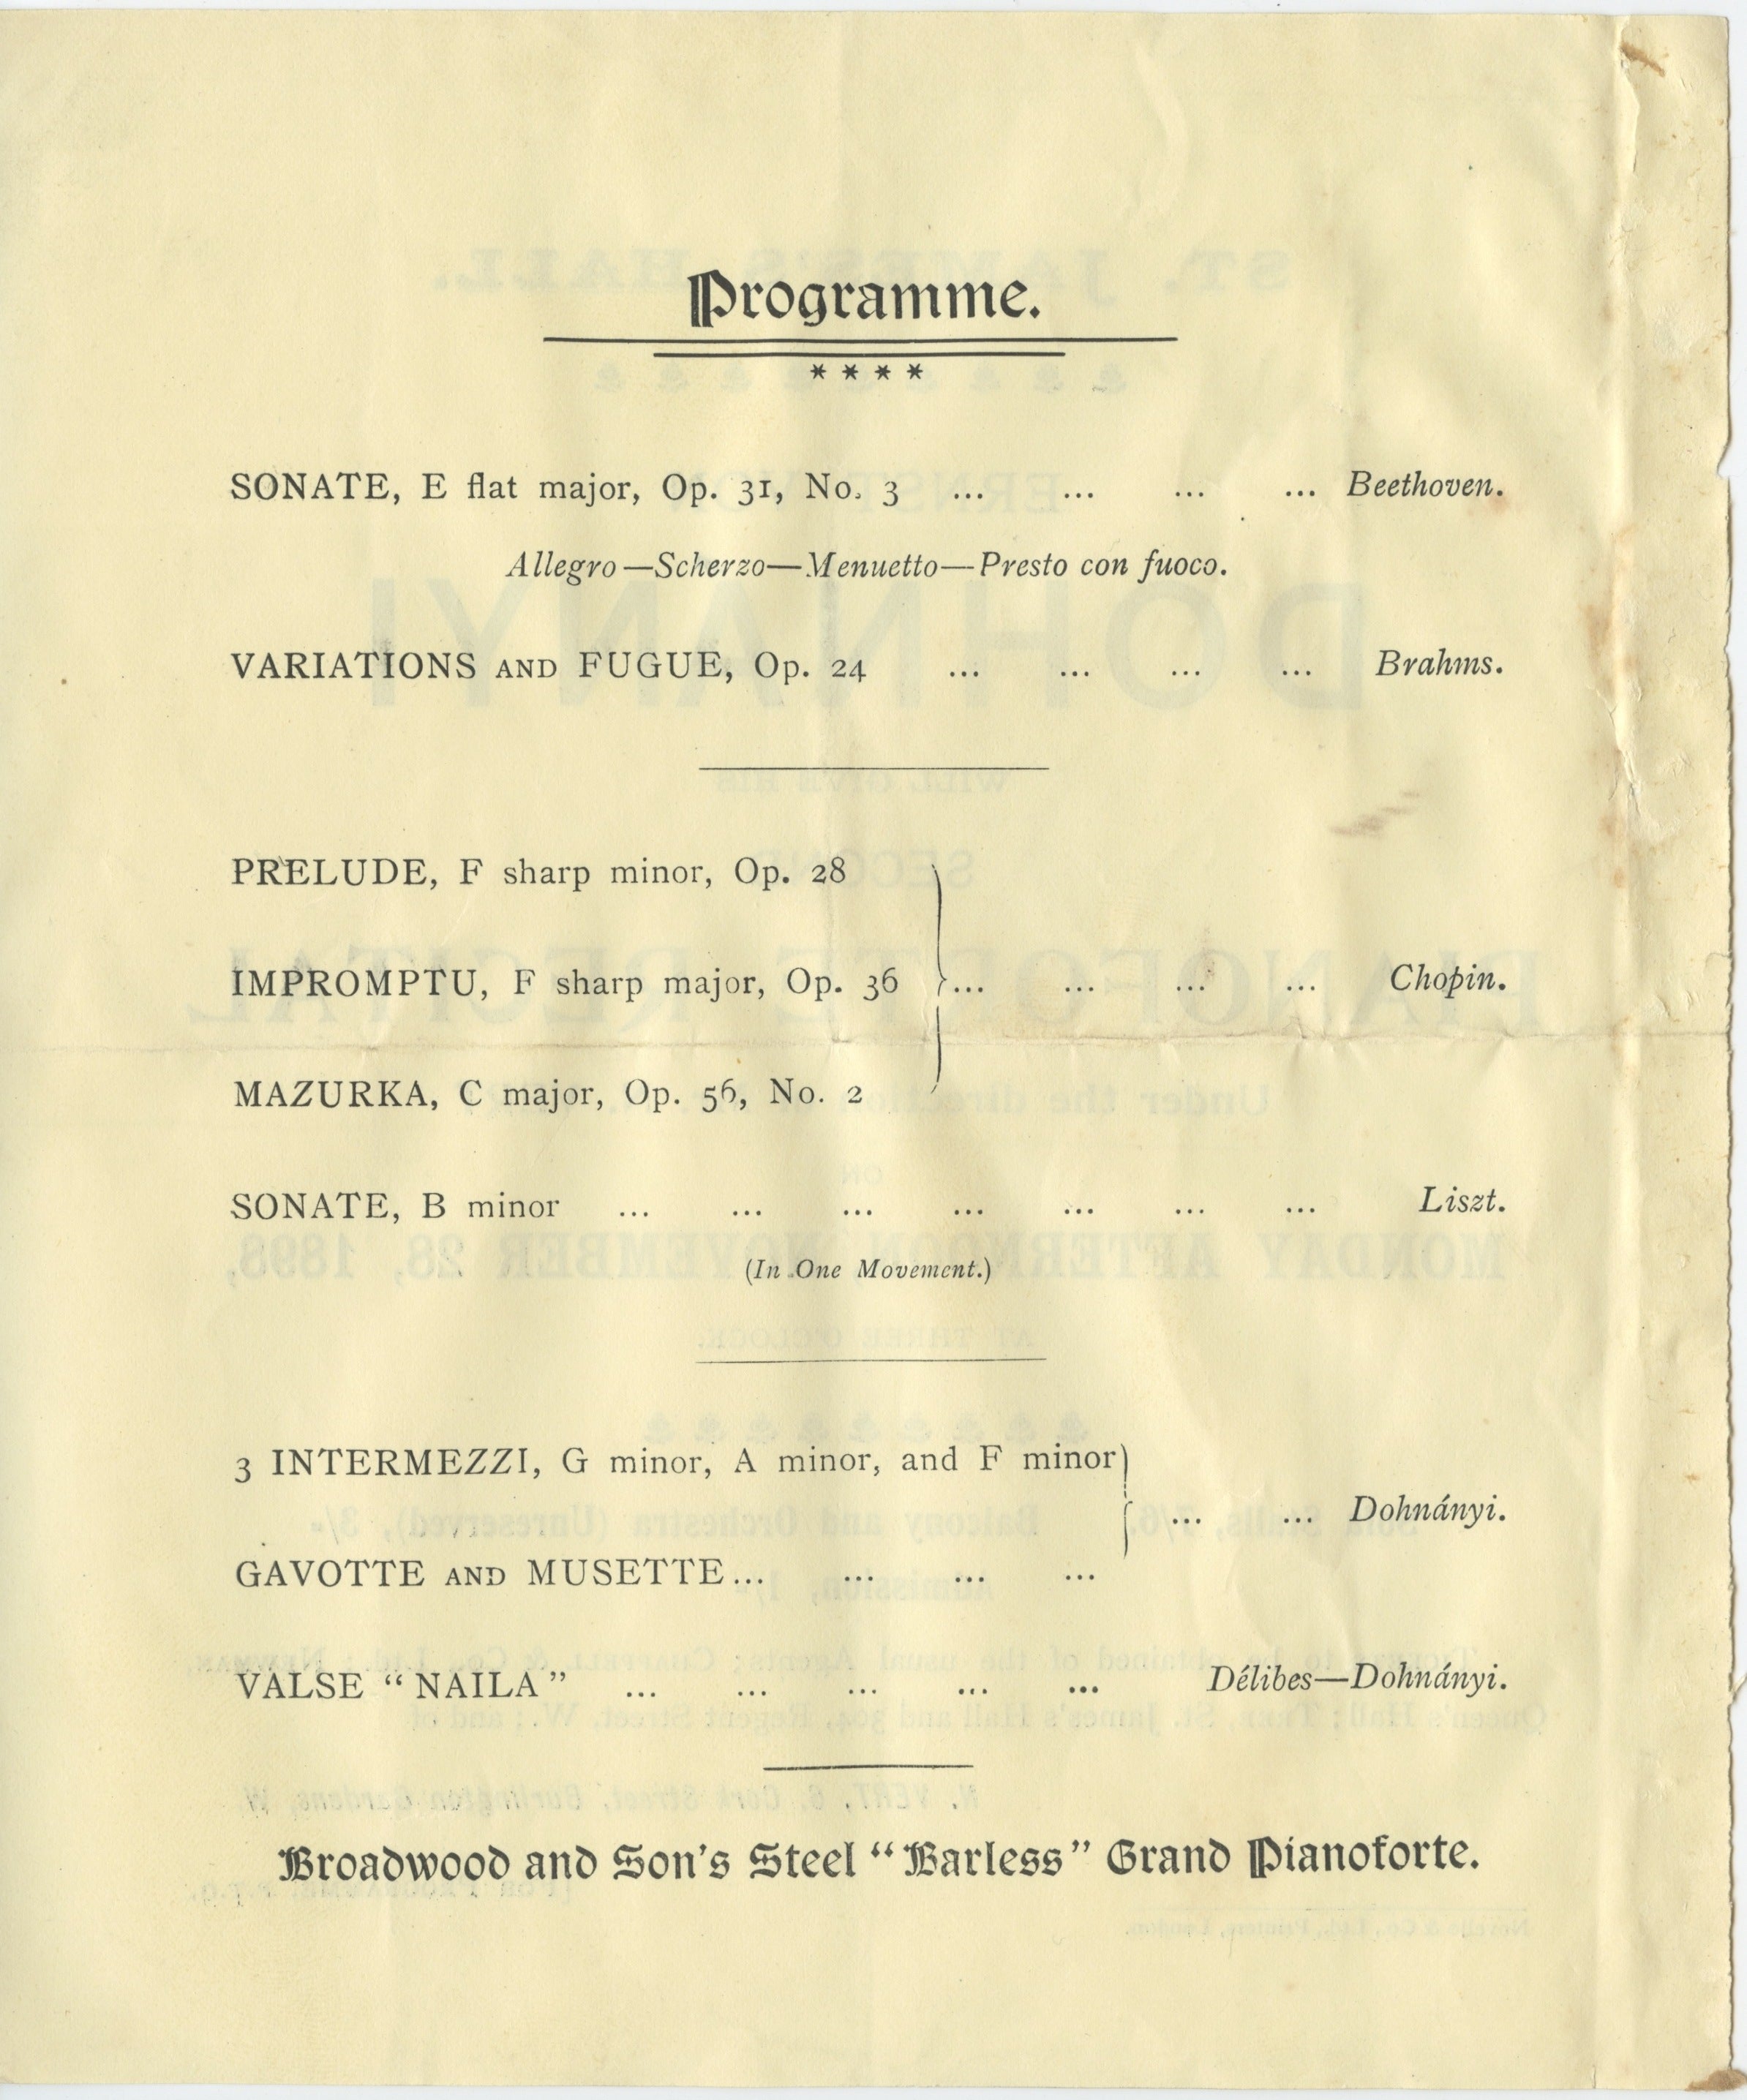 Programme.
****
SONATE, E flat major, Op. 31, No. 3 ... ... ... ... Beethoven.
Allegro—Scherzo—Menuetto—Presto con fuoco.
VARIATIONS AND FUGUE, Op. 24 ... ... ... ... Brahms.
PRELUDE, F sharp minor, Op. 28
IMPROMPTU, F sharp major, Op. 36 ... ... ... ... Chopin.
MAZURKA, C major, Op. 56, No. 2
SONATE, B minor ... ... ... ... ... ... ... Liszt.
(In One Movement.)
3 INTERMEZZI, G minor, A minor, and F minor
... ... Dohnányi.
GAVOTTE AND MUSETTE... ... ... ...
VALSE “NAILA” ... ... ... ... ... Délibes—Dohnányi.
Broadwood and Son's Steel “Barless” Grand Pianoforte.